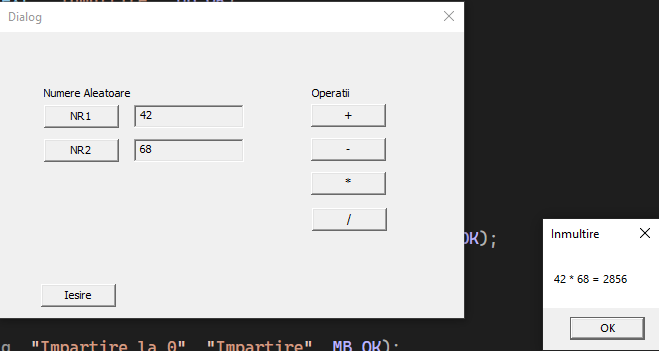 Dialog
Numere Aleatoare
Operatii
NR1
42
+
NR2
68
-
*
/
Iesire
OK);
Inmultire
42 * 68 = 2856
OK
"Impartire la 0" "Impartire" MB_OK);